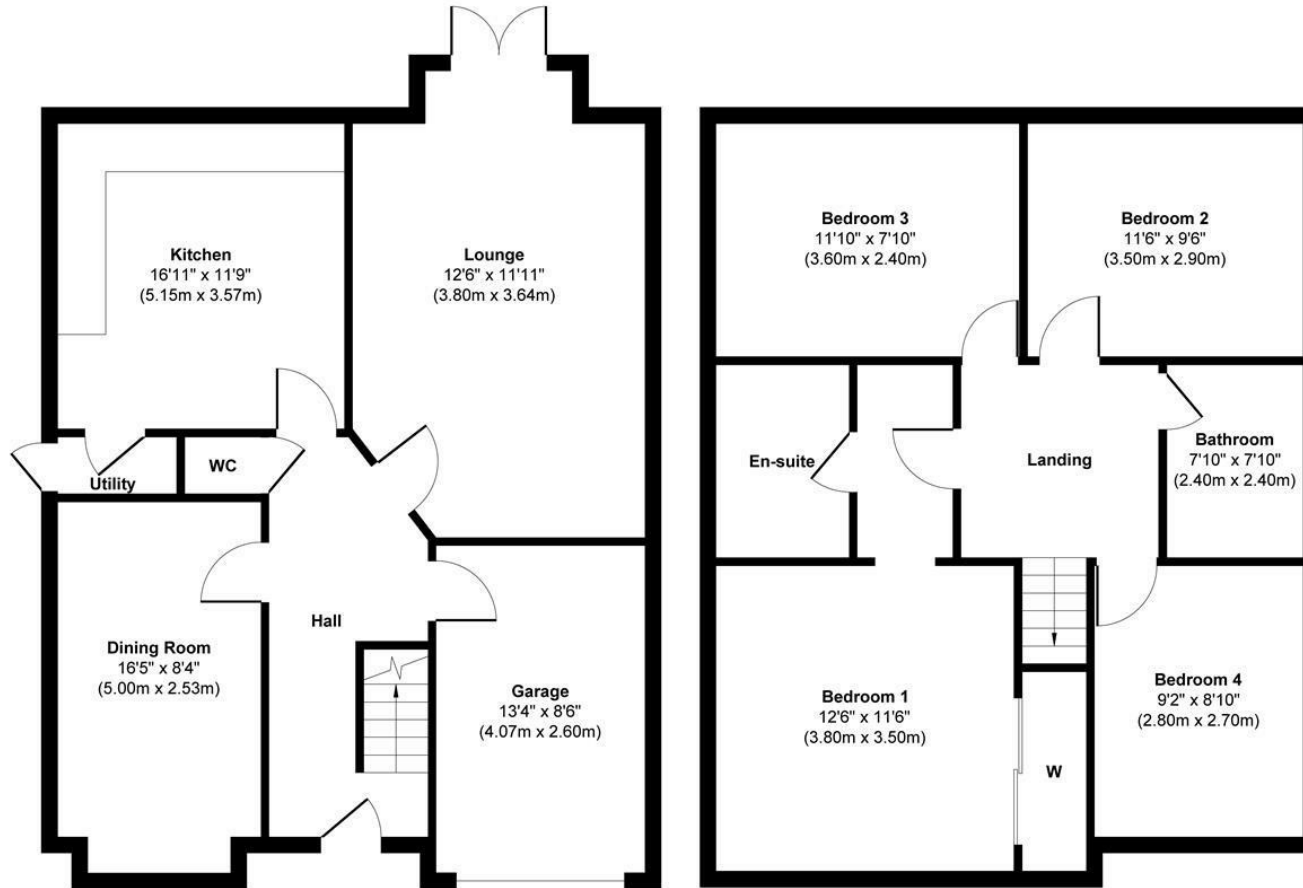 Kitchen
16'11" x 11'9"
(5.15m x 3.57m)
Lounge
12'6" x 11'11"
(3.80m x 3.64m)
Utility
WC
Hall
Dining Room
16'5" x 8'4"
(5.00m x 2.53m)
Garage
13'4" x 8'6"
(4.07m x 2.60m)
Bedroom 3
11'10" x 7'10"
(3.60m x 2.40m)
Bedroom 2
11'6" x 9'6"
(3.50m x 2.90m)
En-suite
Landing
Bathroom
7'10" x 7'10"
(2.40m x 2.40m)
Bedroom 1
12'6" x 11'6"
(3.80m x 3.50m)
W
Bedroom 4
9'2" x 8'10"
(2.80m x 2.70m)